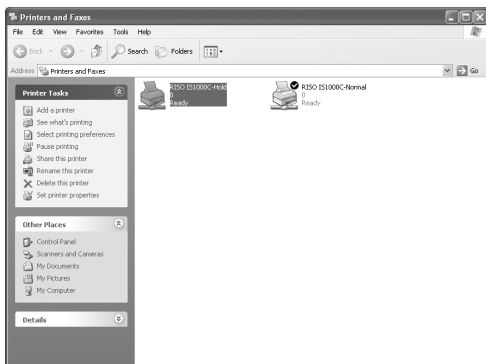 Printers and Faxes
File Edit View Favorites Tools Help
Back Search Folders
Address Printers and Faxes Go
Printer Tasks
Add a printer
See what's printing
Select printing preferences
Pause printing
Share this printer
Rename this printer
Delete this printer
Set printer properties
Other Places
Control Panel
Scanners and Cameras
My Documents
My Pictures
My Computer
Details
RISO IS1000C-Hold
0
Ready
RISO IS1000C-Normal
0
Ready